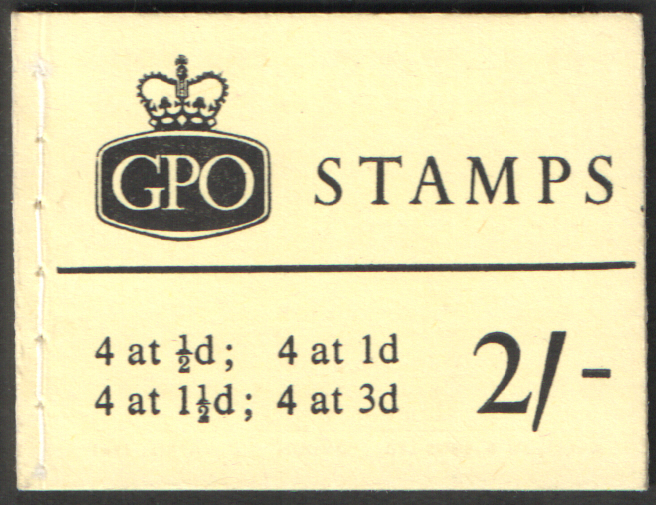 GPO STAMPS
4 at ½d; 4 at 1d
4 at 1½d; 4 at 3d
2/-